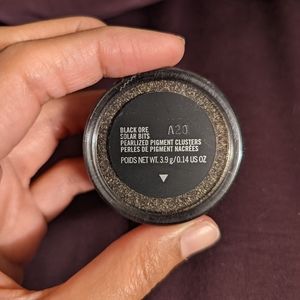 BLACK ORE A20
SOLAR BITS
PEARLIZED PIGMENT CLUSTERS
PERLES DE PIGMENT NACRÉES
POIDS NET WT. 3.9 g / 0.14 US OZ